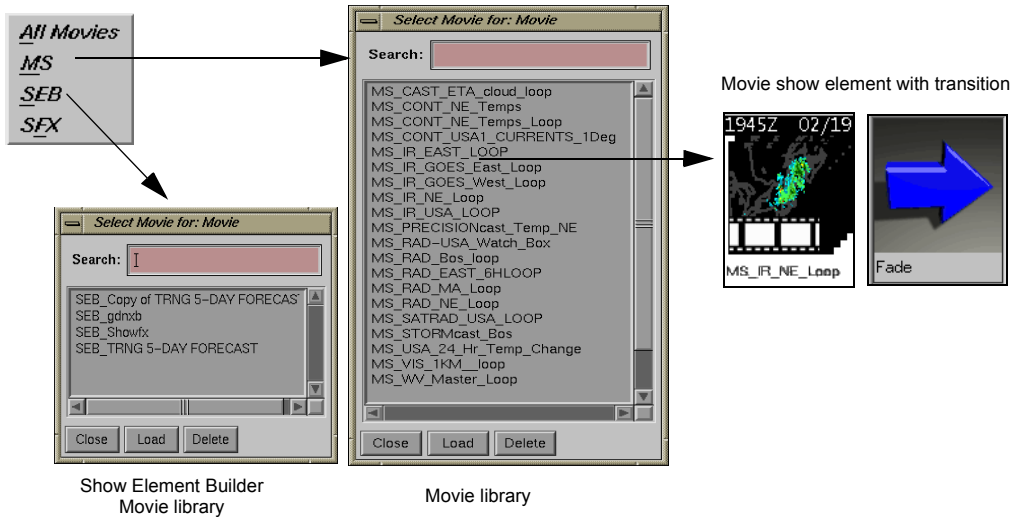 All Movies
MS
SEB
SFX
Select Movie for: Movie
Search:
MS_CAST_ETA_cloud_loop
MS_CONT_NE_Temps
MS_CONT_NE_Temps_Loop
MS_CONT_USA1_CURRENTS_1Deg
MS_IR_EAST_LOOP
MS_IR_GOES_East_Loop
MS_IR_GOES_West_Loop
MS_IR_NE_Loop
MS_IR_USA_LOOP
MS_PRECISIONcast_Temp_NE
MS_RAD-USA_Watch_Box
MS_RAD_Bos_loop
MS_RAD_EAST_6HLOOP
MS_RAD_MA_Loop
MS_RAD_NE_Loop
MS_SATRAD_USA_LOOP
MS_STORMcast_Bos
MS_USA_24_Hr_Temp_Change
MS_VIS_1KM__loop
MS_WV_Master_Loop
Close Load Delete
Movie library
Select Movie for: Movie
Search:
SEB_Copy of TRNG 5-DAY FORECAS
SEB_gdnxb
SEB_Showfx
SEB_TRNG 5-DAY FORECAST
Close Load Delete
Show Element Builder
Movie library
Movie show element with transition
1945Z 02/19
MS_IR_NE_Loop
Fade